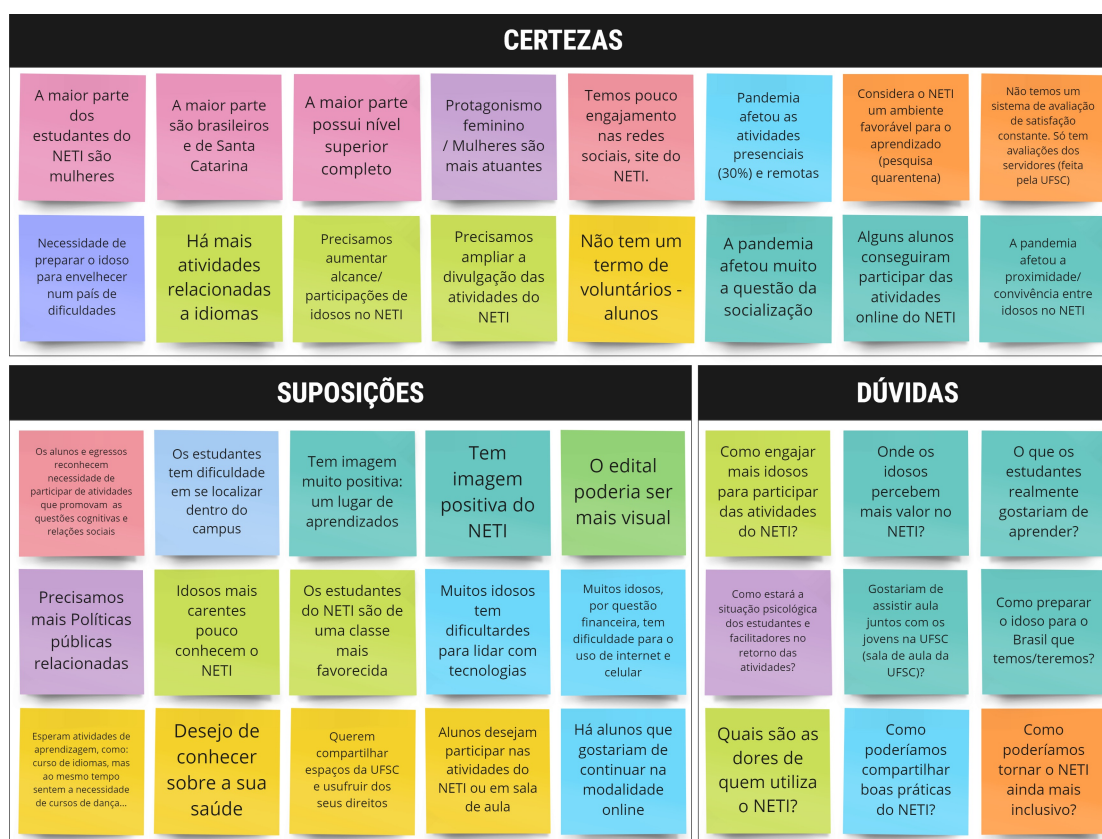 CERTEZAS
A maior parte
dos
estudantes do
NETI são
mulheres
A maior parte
são brasileiros
e de Santa
Catarina
A maior parte
possui nível
superior
completo
Protagonismo
feminino
/ Mulheres são
mais atuantes
Temos pouco
engajamento
nas redes
sociais, site do
NETI.
Pandemia
afetou as
atividades
presenciais
(30%) e remotas
Considera o NETI
um ambiente
favorável para o
aprendizado
(pesquisa
quarentena)
Não temos um
sistema de avaliação
de satisfação
constante. Só tem
avaliações dos
servidores (feita
pela UFSC)
Necessidade de
preparar o idoso
para envelhecer
num país de
dificuldades
Há mais
atividades
relacionadas
a idiomas
Precisamos
aumentar
alcance/
participações de
idosos no NETI
Precisamos
ampliar a
divulgação das
atividades do
NETI
Não tem um
termo de
voluntários -
alunos
A pandemia
afetou muito
a questão da
socialização
Alguns alunos
conseguiram
participar das
atividades
online do NETI
A pandemia
afetou a
proximidade/
convivência entre
idosos no NETI
SUPOSIÇÕES
Os alunos e egressos
reconhecem
necessidade de
participar de atividades
que promovam as
questões cognitivas e
relações sociais
Os estudantes
tem dificuldade
em se localizar
dentro do
campus
Tem imagem
muito positiva:
um lugar de
aprendizados
Tem
imagem
positiva do
NETI
O edital
poderia ser
mais visual
Precisamos
mais Políticas
públicas
relacionadas
Idosos mais
carentes
pouco
conhecem o
NETI
Os estudantes
do NETI são de
uma classe
mais
favorecida
Muitos idosos
tem
dificultardes
para lidar com
tecnologias
Muitos idosos,
por questão
financeira, tem
dificuldade para o
uso de internet e
celular
Esperam atividades de
aprendizagem, como:
curso de idiomas, mas
ao mesmo tempo
sentem a necessidade
de cursos de dança...
Desejo de
conhecer
sobre a sua
saúde
Querem
compartilhar
espaços da UFSC
e usufruir dos
seus direitos
Alunos desejam
participar nas
atividades do
NETI ou em sala
de aula
Há alunos que
gostariam de
continuar na
modalidade
online
DÚVIDAS
Como engajar
mais idosos
para participar
das atividades
do NETI?
Onde os
idosos
percebem
mais valor no
NETI?
O que os
estudantes
realmente
gostariam de
aprender?
Como estará a
situação psicológica
dos estudantes e
facilitadores no
retorno das
atividades?
Gostariam de
assistir aula
juntos com os
jovens na UFSC
(sala de aula da
UFSC)?
Como preparar
o idoso para o
Brasil que
temos/teremos?
Quais são as
dores de
quem utiliza
o NETI?
Como
poderíamos
compartilhar
boas práticas
do NETI?
Como
poderíamos
tornar o NETI
ainda mais
inclusivo?